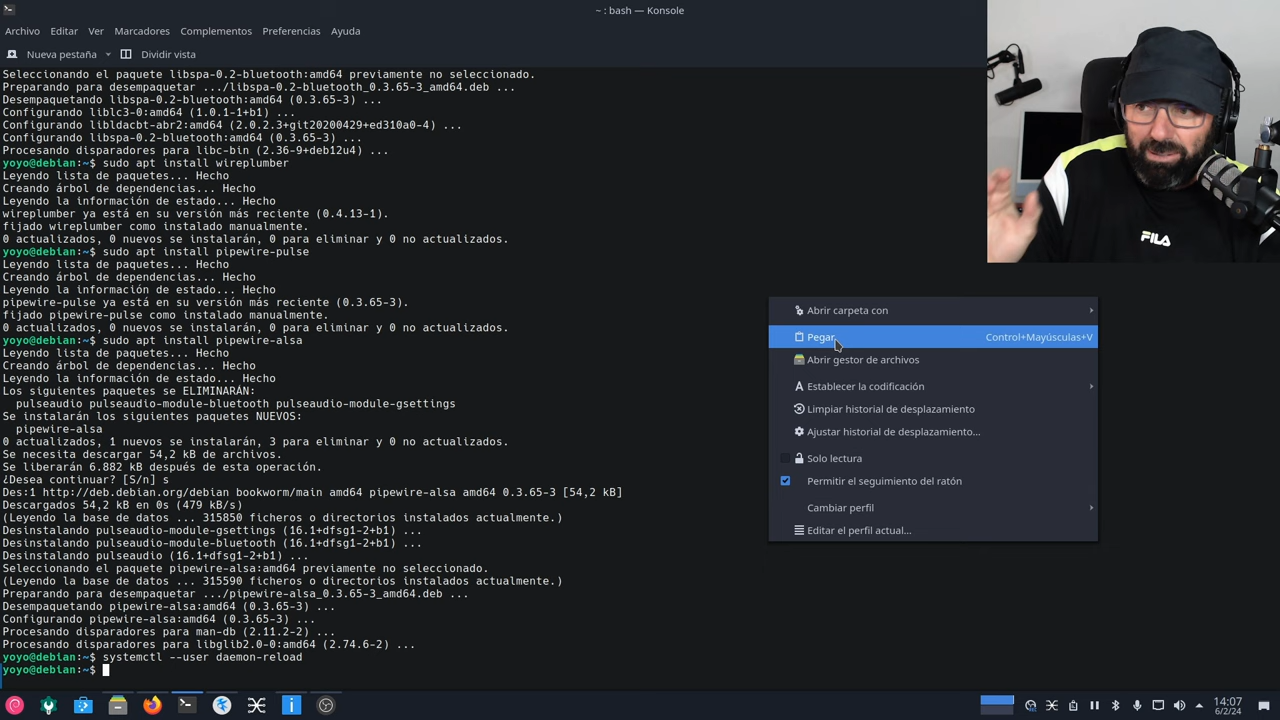 ~ : bash — Konsole
Archivo Editar Ver Marcadores Complementos Preferencias Ayuda
Nueva pestaña Dividir vista
Seleccionando el paquete libspa-0.2-bluetooth:amd64 previamente no seleccionado.
Preparando para desempaquetar .../libspa-0.2-bluetooth_0.3.65-3_amd64.deb ...
Desempaquetando libspa-0.2-bluetooth:amd64 (0.3.65-3) ...
Configurando liblc3-0:amd64 (1.0.1-1+b1) ...
Configurando libldacbt-abr2:amd64 (2.0.2.3+git20200429+ed310a0-4) ...
Configurando libspa-0.2-bluetooth:amd64 (0.3.65-3) ...
Procesando disparadores para libc-bin (2.36-9+deb12u4) ...
yoyo@debian:~$ sudo apt install wireplumber
Leyendo lista de paquetes... Hecho
Creando árbol de dependencias... Hecho
Leyendo la información de estado... Hecho
wireplumber ya está en su versión más reciente (0.4.13-1).
fijado wireplumber como instalado manualmente.
0 actualizados, 0 nuevos se instalarán, 0 para eliminar y 0 no actualizados.
yoyo@debian:~$ sudo apt install pipewire-pulse
Leyendo lista de paquetes... Hecho
Creando árbol de dependencias... Hecho
Leyendo la información de estado... Hecho
pipewire-pulse ya está en su versión más reciente (0.3.65-3).
fijado pipewire-pulse como instalado manualmente.
0 actualizados, 0 nuevos se instalarán, 0 para eliminar y 0 no actualizados.
yoyo@debian:~$ sudo apt install pipewire-alsa
Leyendo lista de paquetes... Hecho
Creando árbol de dependencias... Hecho
Leyendo la información de estado... Hecho
Los siguientes paquetes se ELIMINARÁN:
pulseaudio pulseaudio-module-bluetooth pulseaudio-module-gsettings
Se instalarán los siguientes paquetes NUEVOS:
pipewire-alsa
0 actualizados, 1 nuevos se instalarán, 3 para eliminar y 0 no actualizados.
Se necesita descargar 54,2 kB de archivos.
Se liberarán 6.882 kB después de esta operación.
¿Desea continuar? [S/n] s
Des:1 http://deb.debian.org/debian bookworm/main amd64 pipewire-alsa amd64 0.3.65-3 [54,2 kB]
Descargados 54,2 kB en 0s (479 kB/s)
(Leyendo la base de datos ... 315850 ficheros o directorios instalados actualmente.)
Desinstalando pulseaudio-module-gsettings (16.1+dfsg1-2+b1) ...
Desinstalando pulseaudio-module-bluetooth (16.1+dfsg1-2+b1) ...
Desinstalando pulseaudio (16.1+dfsg1-2+b1) ...
Seleccionando el paquete pipewire-alsa:amd64 previamente no seleccionado.
(Leyendo la base de datos ... 315590 ficheros o directorios instalados actualmente.)
Preparando para desempaquetar .../pipewire-alsa_0.3.65-3_amd64.deb ...
Desempaquetando pipewire-alsa:amd64 (0.3.65-3) ...
Configurando pipewire-alsa:amd64 (0.3.65-3) ...
Procesando disparadores para man-db (2.11.2-2) ...
Procesando disparadores para libglib2.0-0:amd64 (2.74.6-2) ...
yoyo@debian:~$ systemctl --user daemon-reload
yoyo@debian:~$
FILA
Abrir carpeta con
Pegar Control+Mayúsculas+V
Abrir gestor de archivos
Establecer la codificación
Limpiar historial de desplazamiento
Ajustar historial de desplazamiento...
Solo lectura
Permitir el seguimiento del ratón
Cambiar perfil
Editar el perfil actual...
14:07
6/2/24